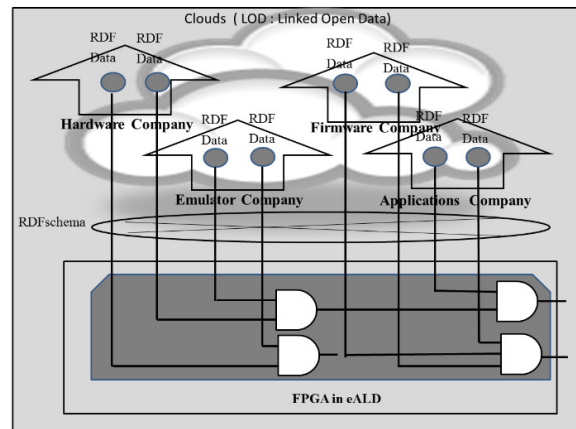 Clouds ( LOD : Linked Open Data)
RDF
Data
RDF
Data
Hardware Company
RDF
Data
RDF
Data
Firmware Company
RDF
Data
RDF
Data
Emulator Company
RDF
Data
RDF
Data
Applications Company
RDFschema
FPGA in eALD